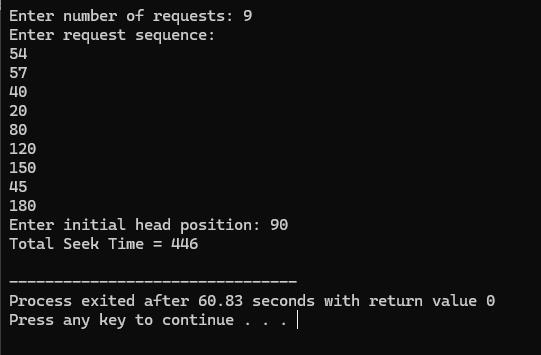 Enter number of requests: 9
Enter request sequence:
54
57
40
20
80
120
150
45
180
Enter initial head position: 90
Total Seek Time = 446
--------------------------------
Process exited after 60.83 seconds with return value 0
Press any key to continue . . .